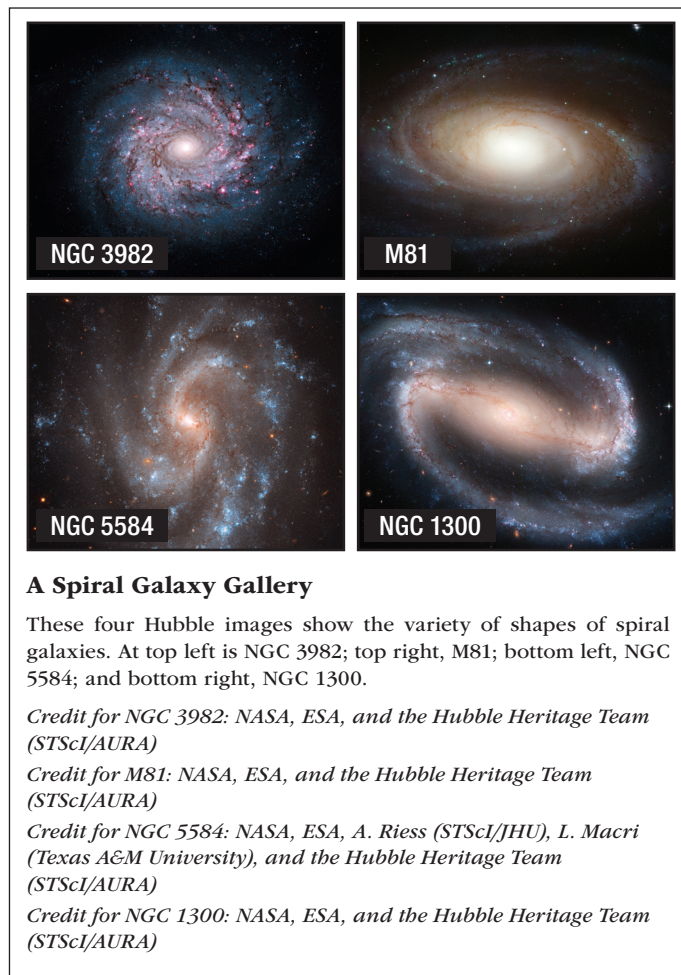 NGC 3982
M81
NGC 5584
NGC 1300
A Spiral Galaxy Gallery
These four Hubble images show the variety of shapes of spiral
galaxies. At top left is NGC 3982; top right, M81; bottom left, NGC
5584; and bottom right, NGC 1300.
Credit for NGC 3982: NASA, ESA, and the Hubble Heritage Team
(STScI/AURA)
Credit for M81: NASA, ESA, and the Hubble Heritage Team
(STScI/AURA)
Credit for NGC 5584: NASA, ESA, A. Riess (STScI/JHU), L. Macri
(Texas A&M University), and the Hubble Heritage Team
(STScI/AURA)
Credit for NGC 1300: NASA, ESA, and the Hubble Heritage Team
(STScI/AURA)